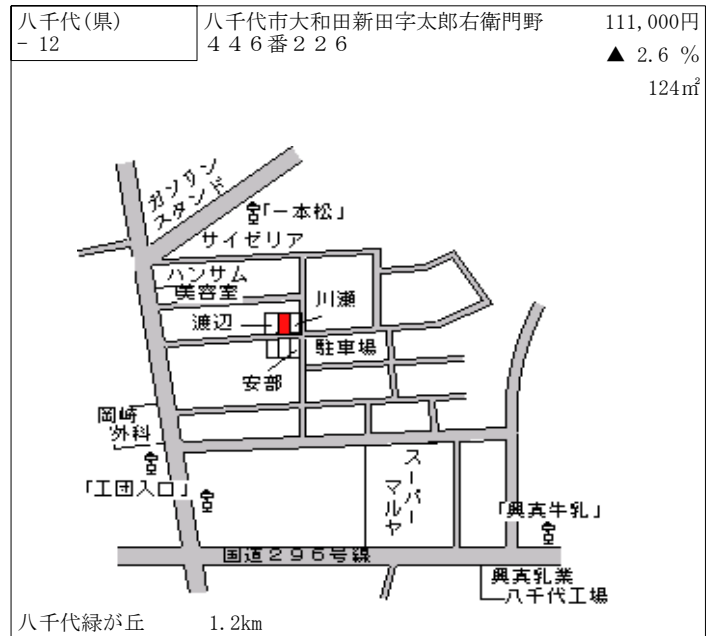 八千代(県)
- 12
八千代市大和田新田字太郎右衛門野
４４６番２２６
111,000円
▲ 2.6 %
124㎡
ガソリン
スタンド
「一本松」
サイゼリア
ハンサム
美容室
川瀬
渡辺
駐車場
安部
岡崎
外科
「工団入口」
スーパー
マルヤ
「興真牛乳」
国道２９６号線
興真乳業
八千代工場
八千代緑が丘
1.2km